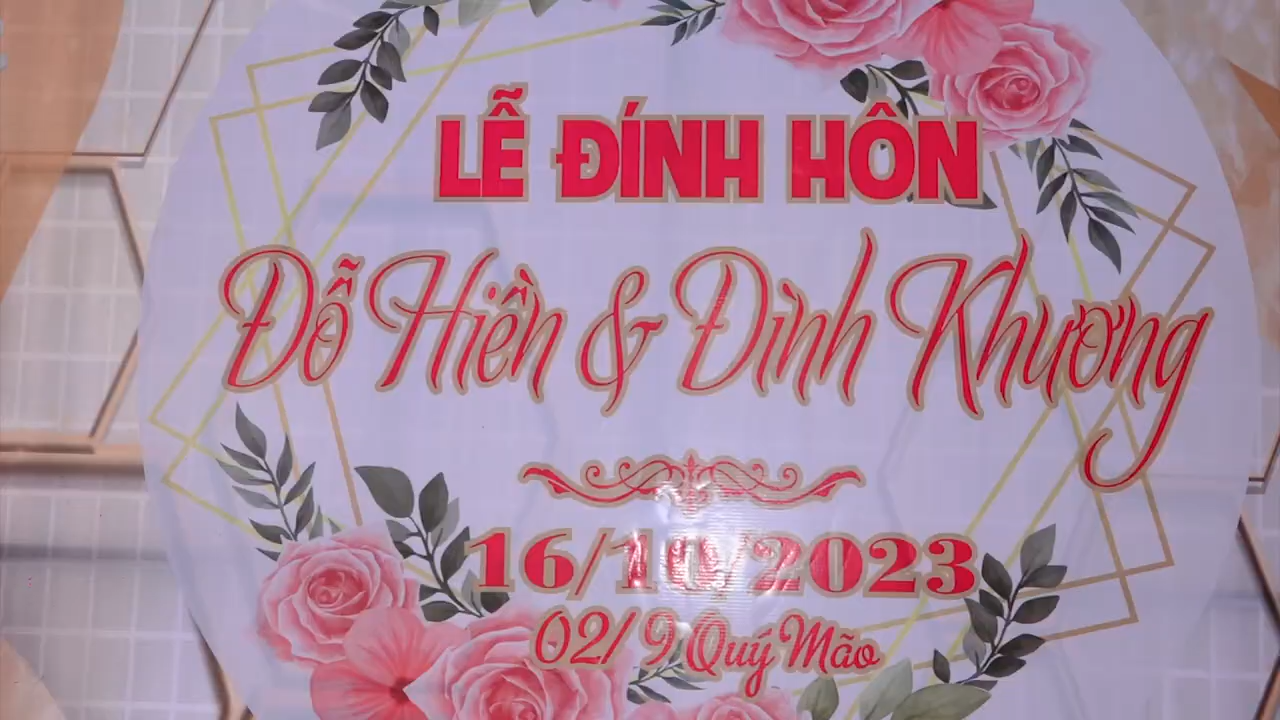 LỄ ĐÍNH HÔN
Đỗ Hiền & Đình Khương
16/10/2023
02/9 Quý Mão